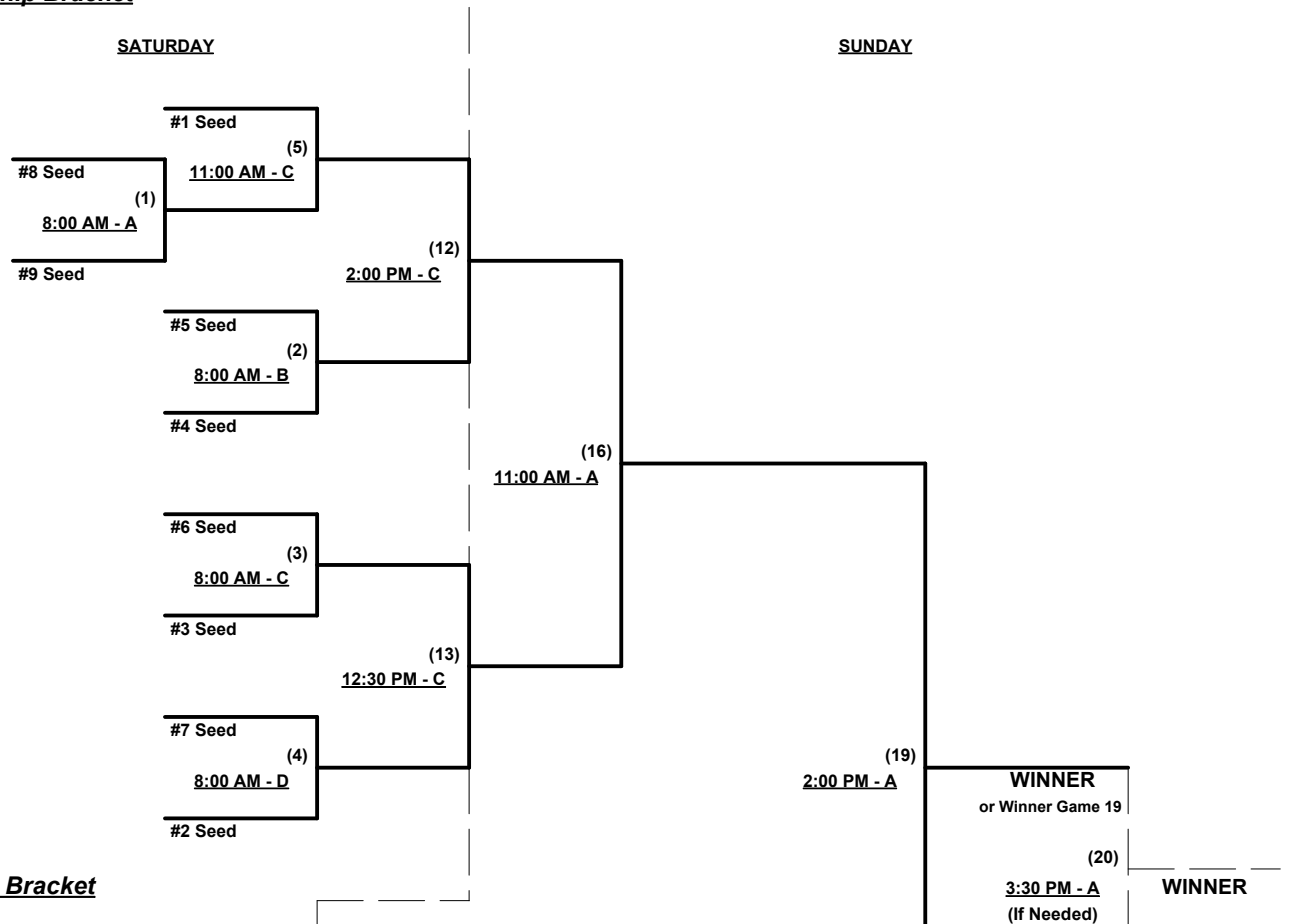 Bracket
SATURDAY
SUNDAY
#1 Seed
(5)
11:00 AM - C
#8 Seed
(1)
8:00 AM - A
#9 Seed
(12)
2:00 PM - C
#5 Seed
(2)
8:00 AM - B
#4 Seed
(16)
11:00 AM - A
#6 Seed
(3)
8:00 AM - C
#3 Seed
(13)
12:30 PM - C
#7 Seed
(4)
8:00 AM - D
#2 Seed
(19)
2:00 PM - A
WINNER
or Winner Game 19
(20)
3:30 PM - A
(If Needed)
WINNER
Bracket